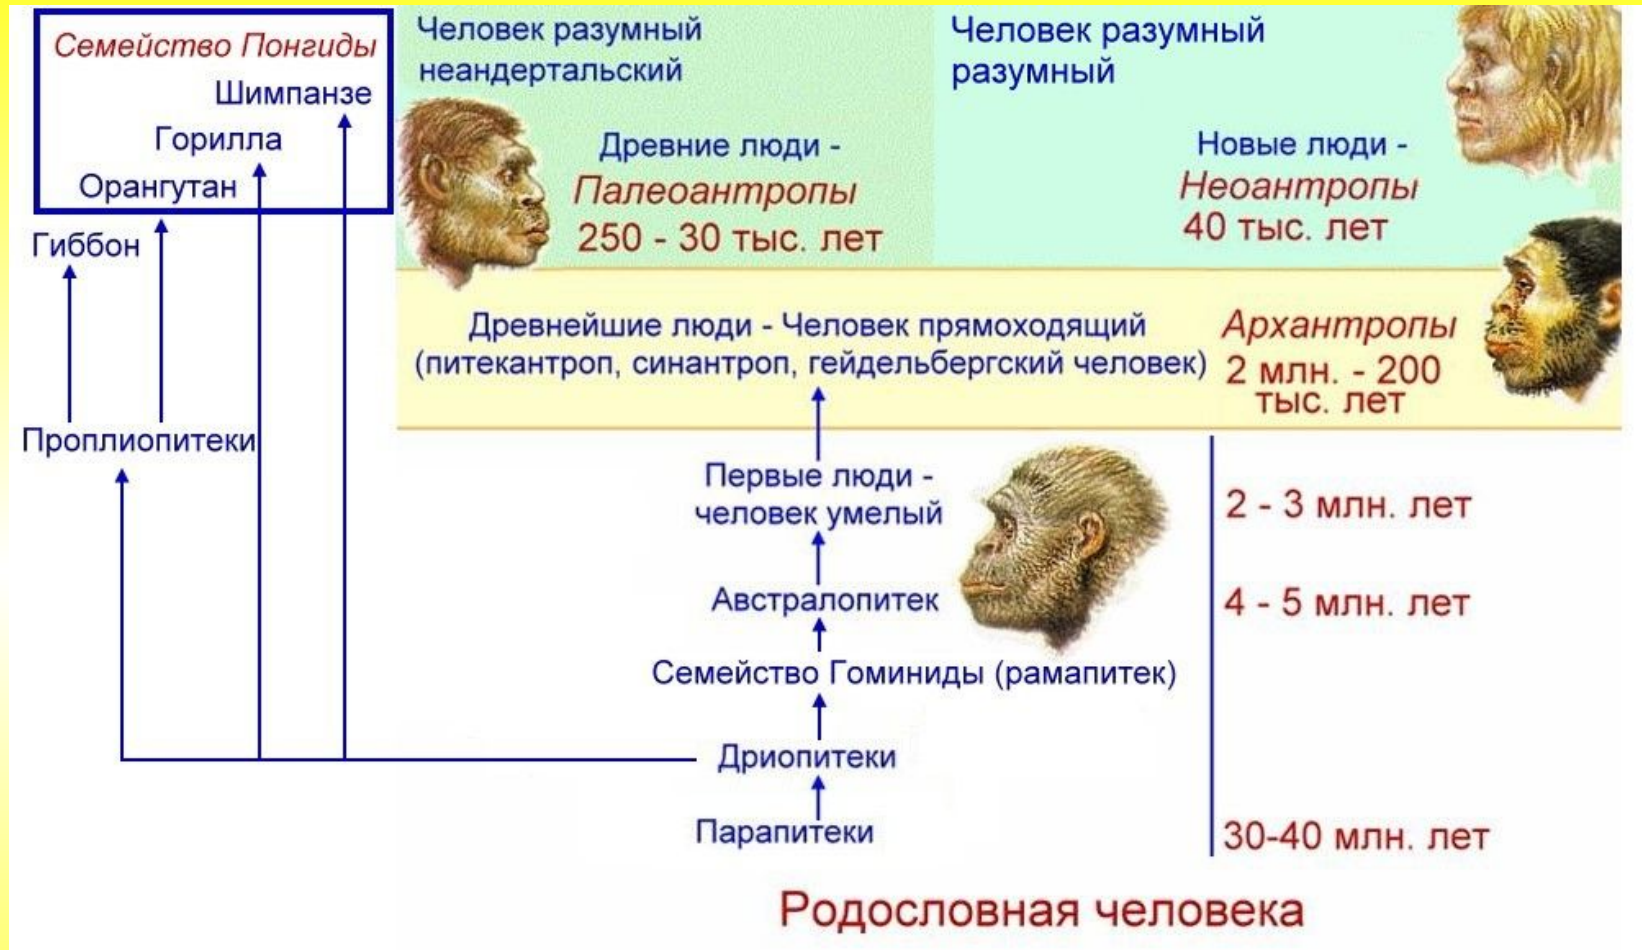 Семейство Понгиды
Шимпанзе
Горилла
Орангутан
Гиббон
Проплиопитеки
Человек разумный
неандертальский
Древние люди -
Палеоантропы
250 - 30 тыс. лет
Человек разумный
разумный
Новые люди -
Неоантропы
40 тыс. лет
Древнейшие люди - Человек прямоходящий
(питекантроп, синантроп, гейдельбергский человек)
Архантропы
2 млн. - 200
тыс. лет
Первые люди -
человек умелый
2 - 3 млн. лет
Австралопитек
4 - 5 млн. лет
Семейство Гоминиды (рамапитек)
Дриопитеки
Парапитеки
30-40 млн. лет
Родословная человека